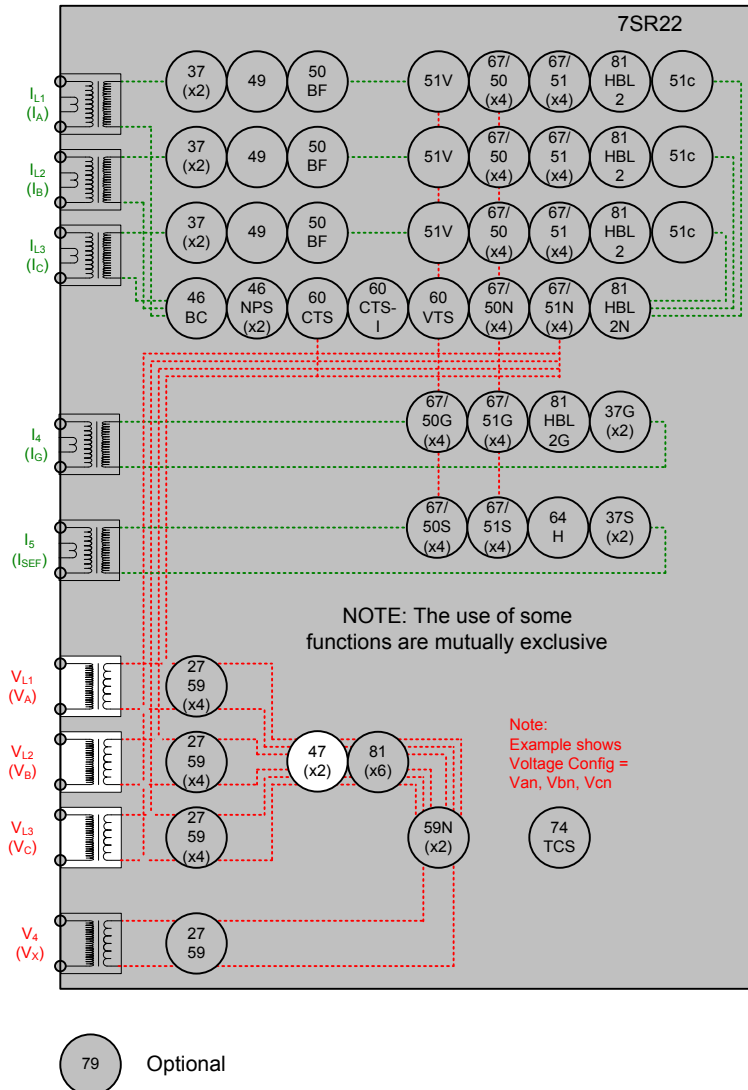 7SR22
IL1
(IA)
37
(x2)
49
50
BF
51V
67/
50
(x4)
67/
51
(x4)
81
HBL
2
51c
IL2
(IB)
37
(x2)
49
50
BF
51V
67/
50
(x4)
67/
51
(x4)
81
HBL
2
51c
IL3
(IC)
37
(x2)
49
50
BF
51V
67/
50
(x4)
67/
51
(x4)
81
HBL
2
51c
46
BC
46
NPS
(x2)
60
CTS
60
CTS-
I
60
VTS
67/
50N
(x4)
67/
51N
(x4)
81
HBL
2N
I4
(IG)
67/
50G
(x4)
67/
51G
(x4)
81
HBL
2G
37G
(x2)
I5
(ISEF)
67/
50S
(x4)
67/
51S
(x4)
64
H
37S
(x2)
NOTE: The use of some
functions are mutually exclusive
VL1
(VA)
27
59
(x4)
VL2
(VB)
27
59
(x4)
47
(x2)
81
(x6)
Note:
Example shows
Voltage Config =
Van, Vbn, Vcn
VL3
(VC)
27
59
(x4)
59N
(x2)
74
TCS
V4
(VX)
27
59
79
Optional